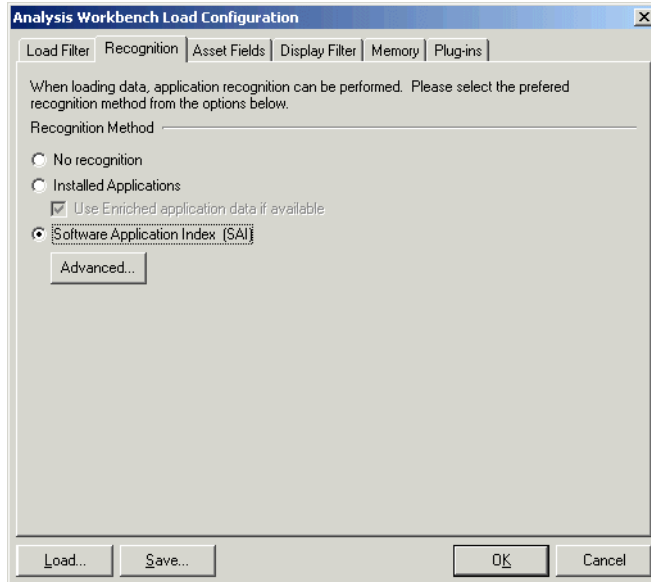 Analysis Workbench Load Configuration
Load Filter Recognition Asset Fields Display Filter Memory Plug-ins
When loading data, application recognition can be performed. Please select the prefered
recognition method from the options below.
Recognition Method
No recognition
Installed Applications
Use Enriched application data if available
Software Application Index (SAI)
Advanced...
Load... Save... OK Cancel